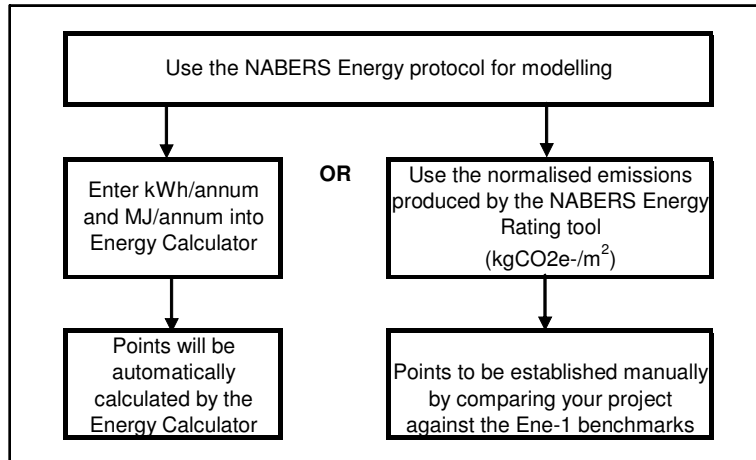 Use the NABERS Energy protocol for modelling
Enter kWh/annum
and MJ/annum into
Energy Calculator
OR
Use the normalised emissions
produced by the NABERS Energy
Rating tool
(kgCO2e-/m²)
Points will be
automatically
calculated by the
Energy Calculator
Points to be established manually
by comparing your project
against the Ene-1 benchmarks